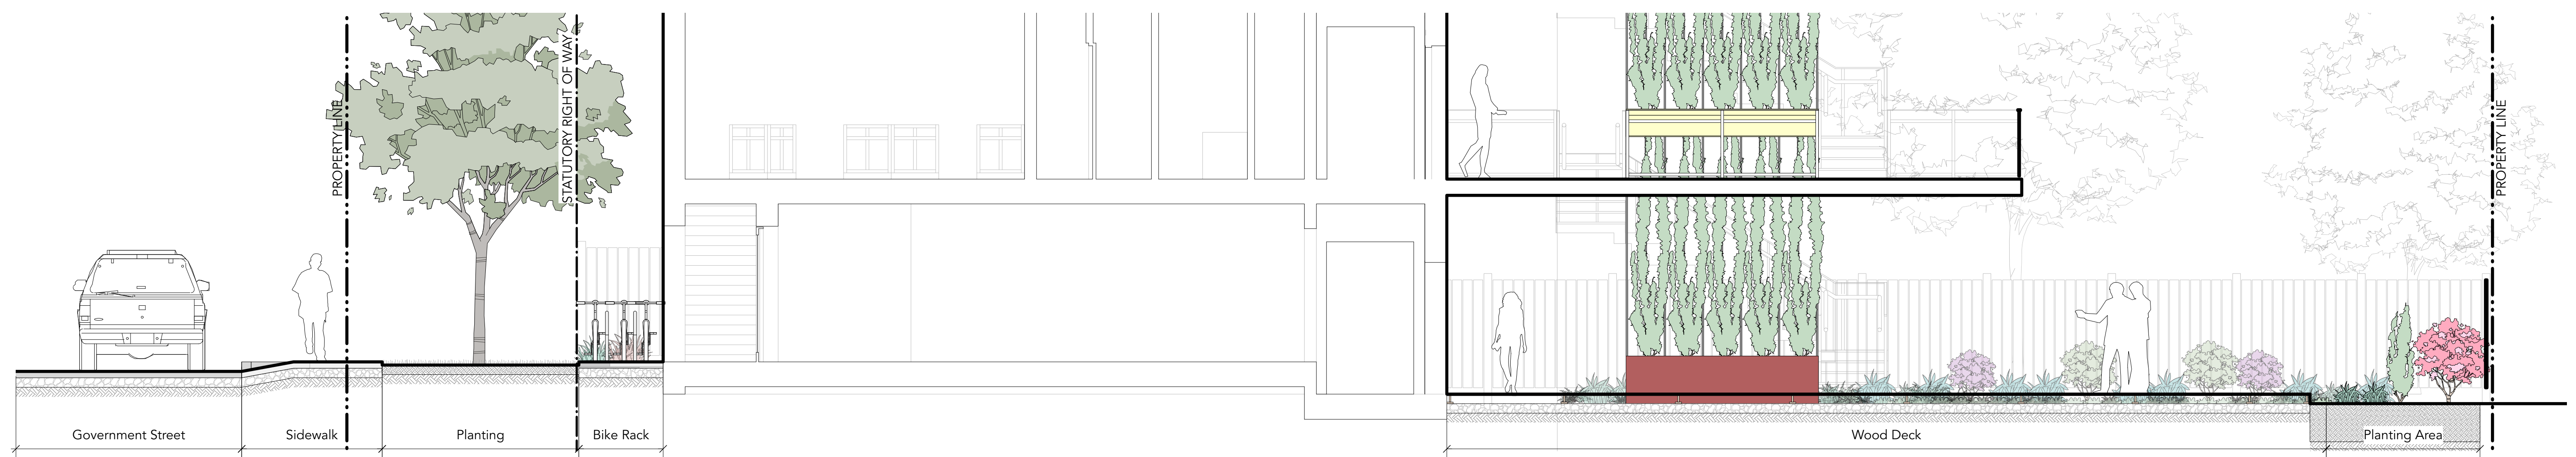 PROPERTY LINE
STATUTORY RIGHT OF WAY
PROPERTY LINE
Government Street
Sidewalk
Planting
Bike Rack
Wood Deck
Planting Area